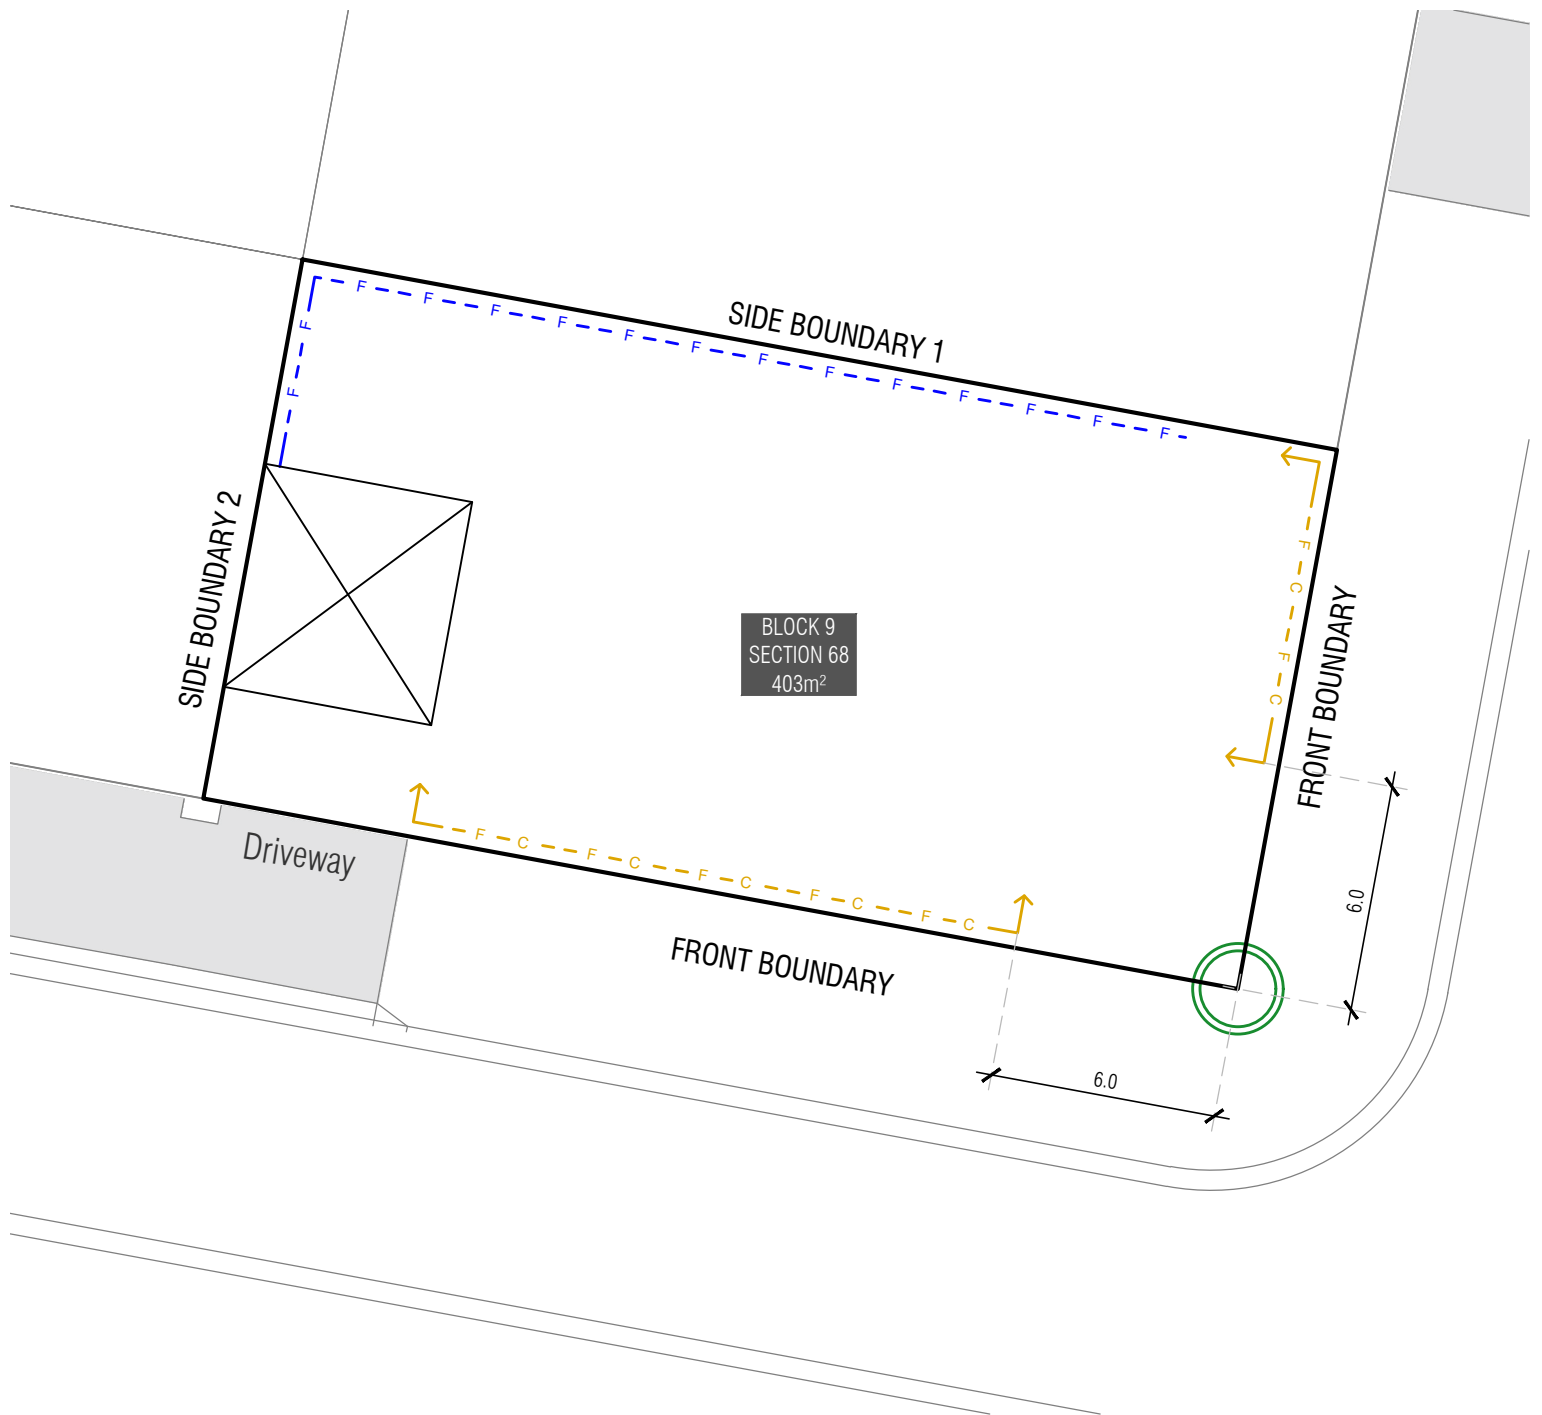 F F F F F F F F F F F F F
SIDE BOUNDARY 1
F
F
SIDE BOUNDARY 2
BLOCK 9
SECTION 68
403m²
F
C
F
C
FRONT BOUNDARY
Driveway
F C F C F C F C F C
FRONT BOUNDARY
6.0
6.0